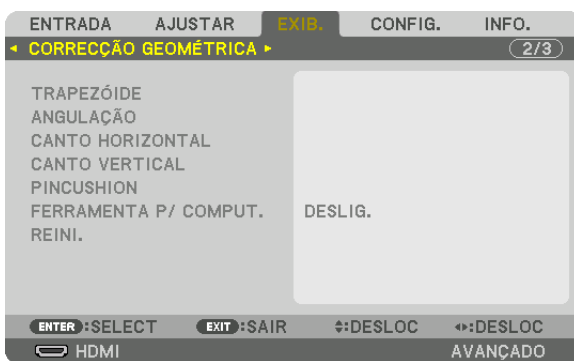 ENTRADA AJUSTAR EXIB. CONFIG. INFO.
CORRECÇÃO GEOMÉTRICA 2/3
TRAPEZÓIDE
ANGULAÇÃO
CANTO HORIZONTAL
CANTO VERTICAL
PINCUSHION
FERRAMENTA P/ COMPUT. DESLIG.
REINI.
ENTER :SELECT EXIT :SAIR :DESLOC :DESLOC
HDMI AVANÇADO